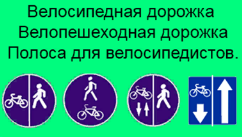 Велосипедная дорожка
Велопешеходная дорожка
Полоса для велосипедистов.